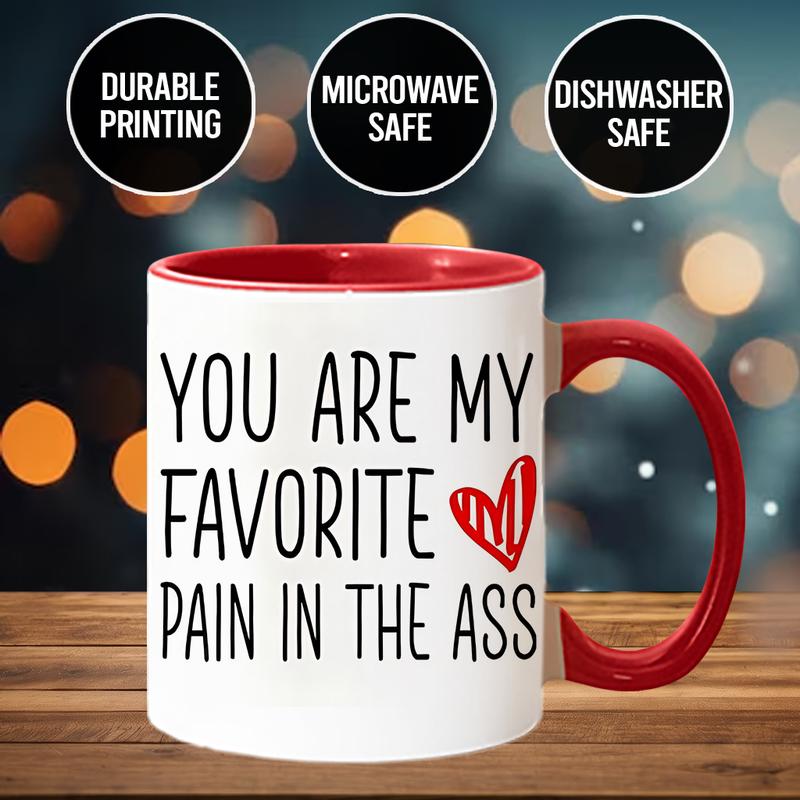 DURABLE
PRINTING
MICROWAVE
SAFE
DISHWASHER
SAFE
YOU ARE MY
FAVORITE
PAIN IN THE ASS